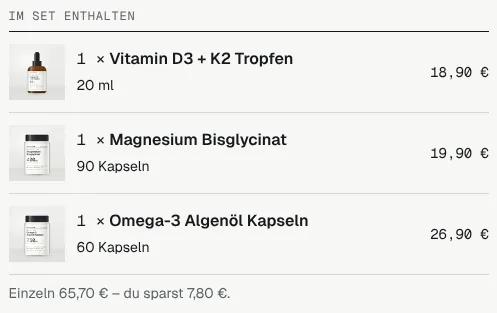 IM SET ENTHALTEN
1 × Vitamin D3 + K2 Tropfen
20 ml
18,90 €
1 × Magnesium Bisglycinat
90 Kapseln
19,90 €
1 × Omega-3 Algenöl Kapseln
60 Kapseln
26,90 €
Einzeln 65,70 € – du sparst 7,80 €.